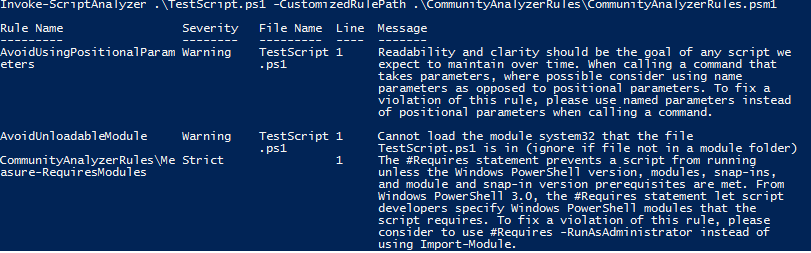 Invoke-ScriptAnalyzer .\TestScript.ps1 -CustomizedRulePath .\CommunityAnalyzerRules\CommunityAnalyzerRules.psm1
Rule Name Severity File Name Line Message
--------- -------- --------- ---- -------
AvoidUsingPositionalParam Warning TestScript 1 Readability and clarity should be the goal of any script we
eters .ps1 expect to maintain over time. When calling a command that
takes parameters, where possible consider using name
parameters as opposed to positional parameters. To fix a
violation of this rule, please use named parameters instead
of positional parameters when calling a command.
AvoidUnloadableModule Warning TestScript 1 Cannot load the module system32 that the file
.ps1 TestScript.ps1 is in (ignore if file not in a module folder)
CommunityAnalyzerRules\Me Strict 1 The #Requires statement prevents a script from running
asure-RequiresModules unless the Windows PowerShell version, modules, snap-ins,
and module and snap-in version prerequisites are met. From
Windows PowerShell 3.0, the #Requires statement let script
developers specify Windows PowerShell modules that the
script requires. To fix a violation of this rule, please
consider to use #Requires -RunAsAdministrator instead of
using Import-Module.